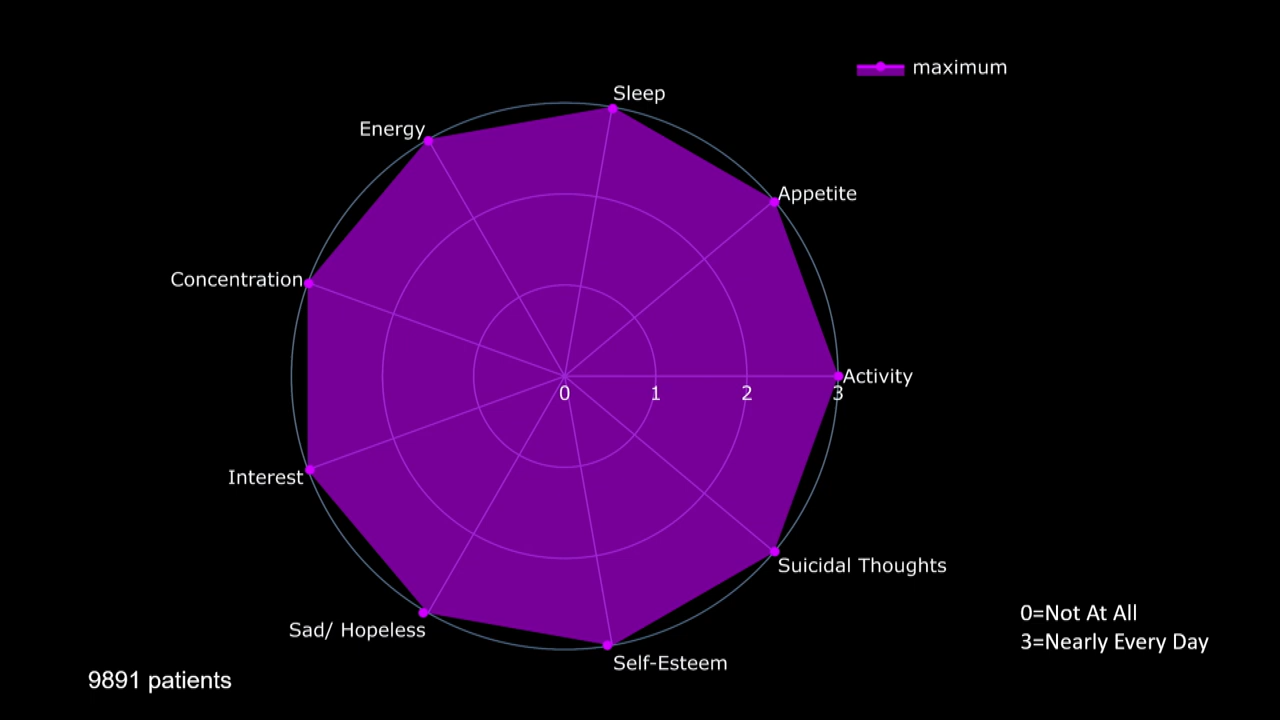 maximum
Sleep
Energy
Appetite
Concentration
Activity
0 1 2 3
Interest
Suicidal Thoughts
Sad/ Hopeless
Self-Esteem
0=Not At All
3=Nearly Every Day
9891 patients